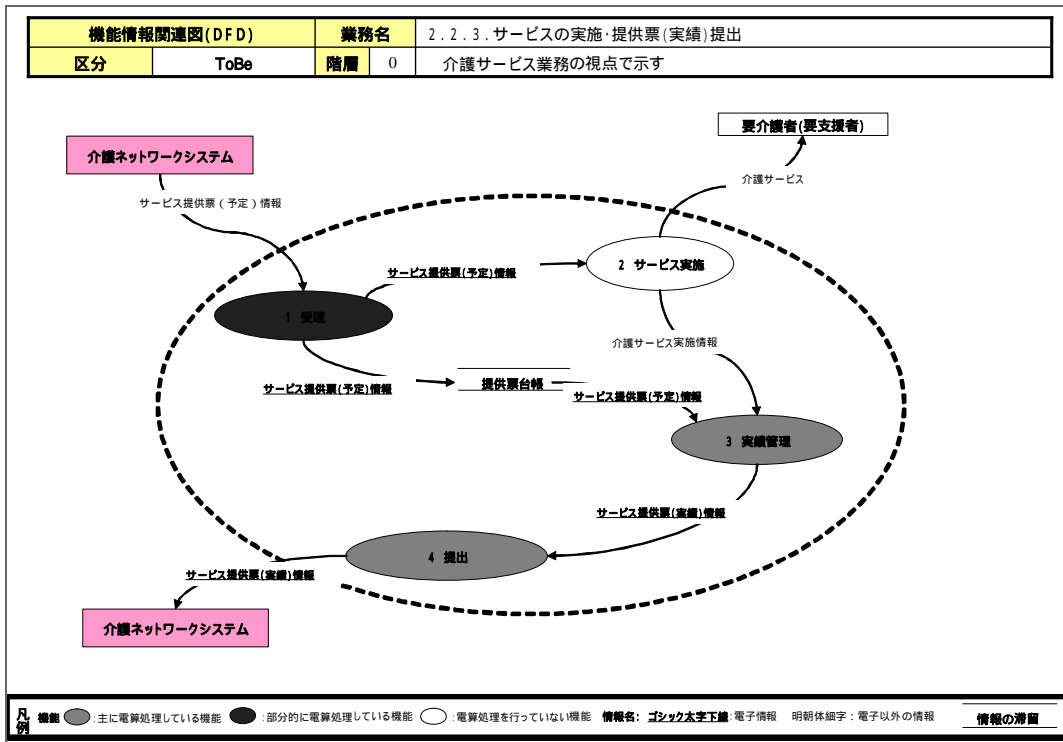 機能情報関連図(DFD) 業務名 2.2.3.サービスの実施・提供票(実績)提出
区分 ToBe 階層 0 介護サービス業務の視点で示す
要介護者(要支援者)
介護ネットワークシステム
介護サービス
サービス提供票(予定)情報
サービス提供票(予定)情報
2 サービス実施
1 受理
介護サービス実施情報
サービス提供票(予定)情報
提供票台帳
サービス提供票(予定)情報
3 実績管理
サービス提供票(実績)情報
4 提出
サービス提供票(実績)情報
介護ネットワークシステム
凡例 機能 :主に電算処理している機能 :部分的に電算処理している機能 :電算処理を行っていない機能 情報名: ゴシック太字下線:電子情報 明朝体細字:電子以外の情報 情報の滞留